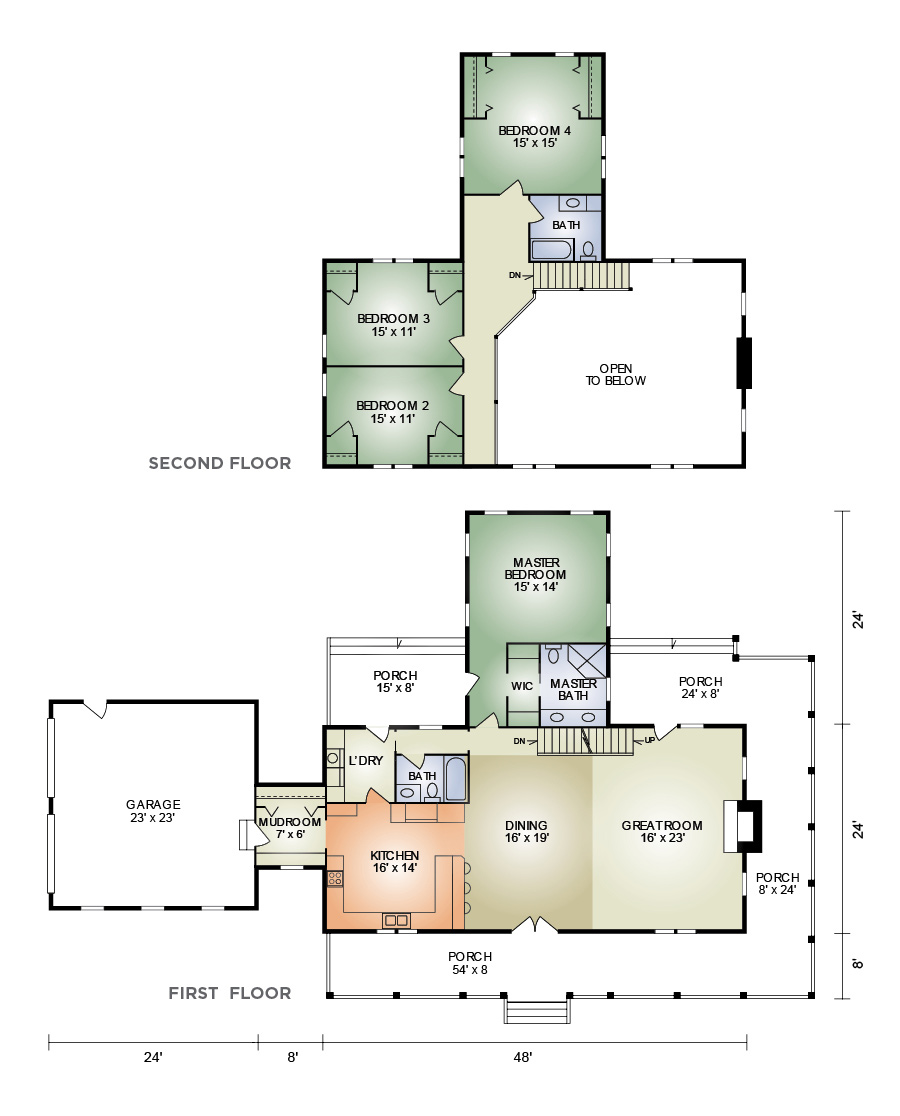 BEDROOM 4
15' x 15'
BATH
DN
BEDROOM 3
15' x 11'
OPEN
TO BELOW
BEDROOM 2
15' x 11'
SECOND FLOOR
MASTER
BEDROOM
15' x 14'
24'
PORCH
15' x 8'
WIC
MASTER
BATH
PORCH
24' x 8'
DN
UP
L'DRY
BATH
GARAGE
23' x 23'
MUDROOM
7' x 6'
DINING
16' x 19'
GREATROOM
16' x 23'
24'
KITCHEN
16' x 14'
PORCH
8' x 24'
PORCH
54' x 8
8'
FIRST FLOOR
24'
8'
48'